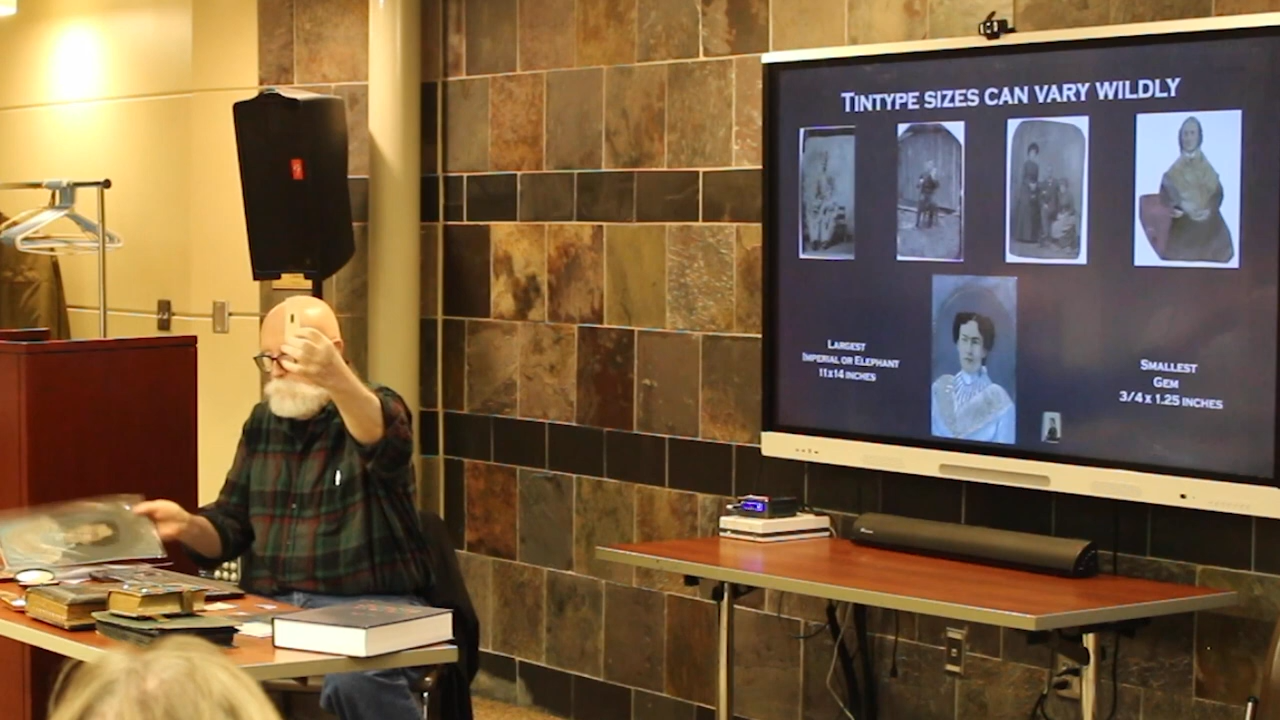 TINTYPE SIZES CAN VARY WILDLY
LARGEST
IMPERIAL OR ELEPHANT
11X14 INCHES
SMALLEST
GEM
3/4 X 1.25 INCHES